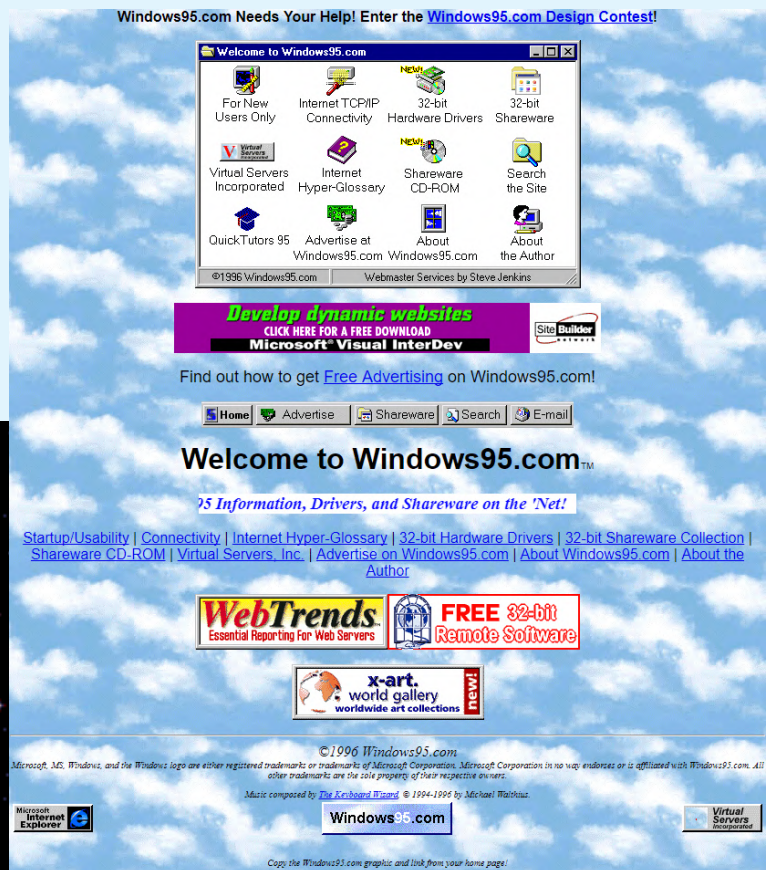 Windows95.com Needs Your Help! Enter the Windows95.com Design Contest!
Welcome to Windows95.com
For New
Users Only
Internet TCP/IP
Connectivity
NEW!
32-bit
Hardware Drivers
32-bit
Shareware
V Virtual Servers Incorporated
Virtual Servers
Incorporated
Internet
Hyper-Glossary
NEW!
Shareware
CD-ROM
Search
the Site
QuickTutors 95
Advertise at
Windows95.com
About
Windows95.com
About
the Author
©1996 Windows95.com
Webmaster Services by Steve Jenkins
Develop dynamic websites
CLICK HERE FOR A FREE DOWNLOAD
Microsoft® Visual InterDev
Site Builder
network
Find out how to get Free Advertising on Windows95.com!
Home Advertise Shareware Search E-mail
Welcome to Windows95.com™
95 Information, Drivers, and Shareware on the 'Net!
Startup/Usability | Connectivity | Internet Hyper-Glossary | 32-bit Hardware Drivers | 32-bit Shareware Collection |
Shareware CD-ROM | Virtual Servers, Inc. | Advertise on Windows95.com | About Windows95.com | About the
Author
WebTrends
Essential Reporting For Web Servers
FREE 32-bit
Remote Software
x-art.
world gallery
worldwide art collections
new!
©1996 Windows95.com
Microsoft, MS, Windows, and the Windows logo are either registered trademarks or trademarks of Microsoft Corporation. Microsoft Corporation in no way endorses or is affiliated with Windows95.com. All
other trademarks are the sole property of their respective owners.
Music composed by The Keyboard Wizard. © 1994-1996 by Michael Walthius.
Microsoft
Internet
Explorer
Windows95.com
Virtual
Servers
Incorporated
Copy the Windows95.com graphic and link from your home page!